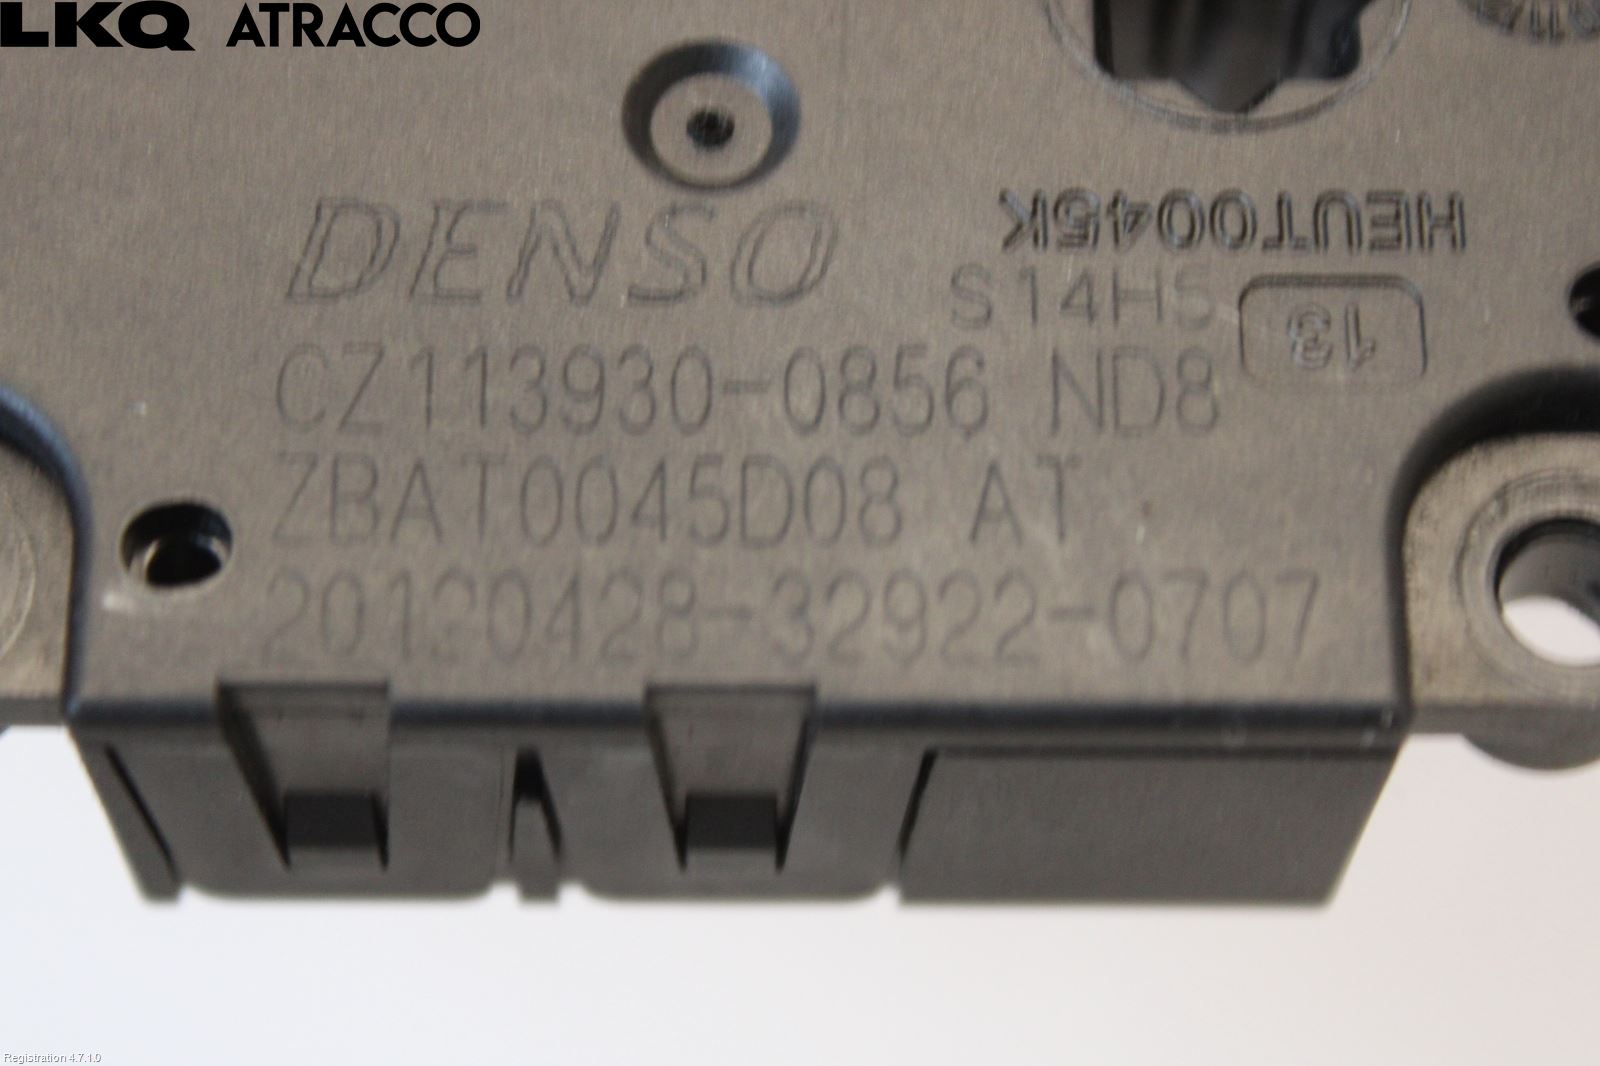 LKQ ATRACCO
HEUT0045K
DENSO
S14H5
13
CZ113930-0856 ND8
ZBAT0045D08 AT
20120428-32922-0707
Registration 4.7.1.0